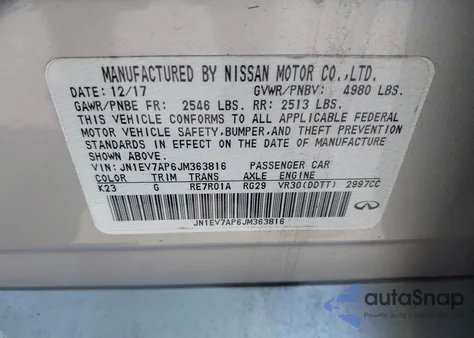 MANUFACTURED BY NISSAN MOTOR CO.,LTD.
DATE: 12/17 GVWR/PNBV: 4980 LBS.
GAWR/PNBE FR: 2546 LBS. RR: 2513 LBS.
THIS VEHICLE CONFORMS TO ALL APPLICABLE FEDERAL
MOTOR VEHICLE SAFETY, BUMPER, AND THEFT PREVENTION
STANDARDS IN EFFECT ON THE DATE OF MANUFACTURE
SHOWN ABOVE.
VIN: JN1EV7AP6JM363816 PASSENGER CAR
COLOR TRIM TRANS AXLE ENGINE
K23 G RE7R01A RG29 VR30(DDTT) 2997CC
JN1EV7AP6JM363816
autoSnap